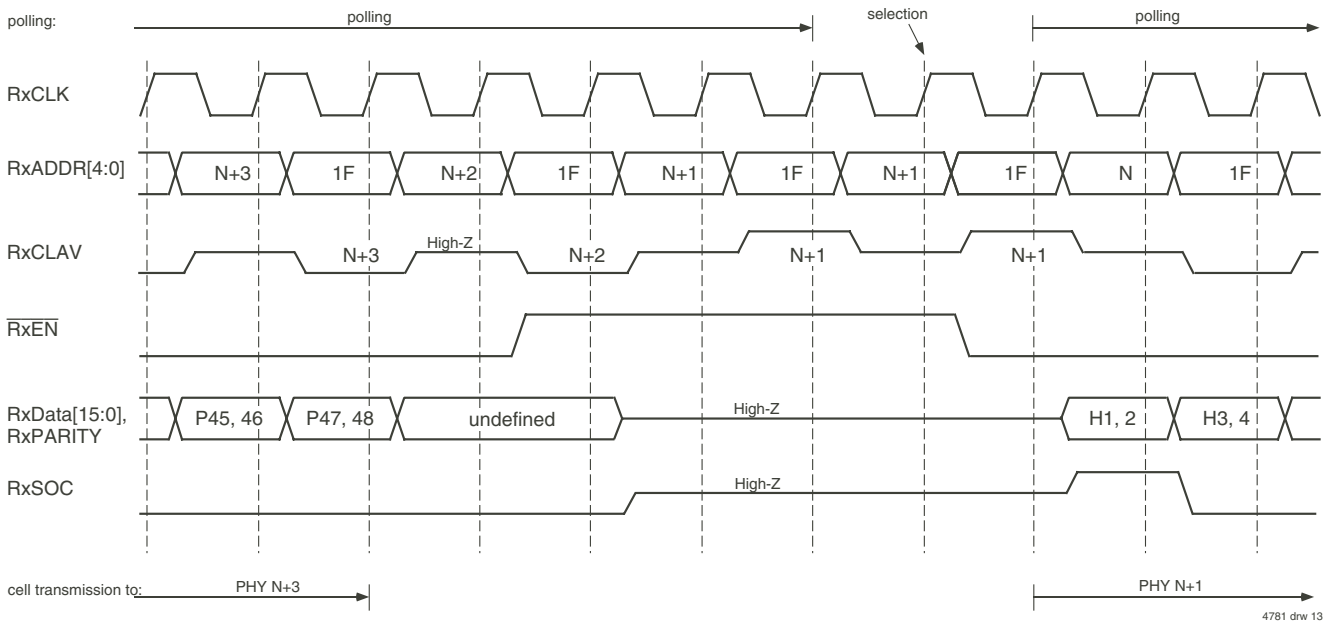 polling: polling selection polling
RxCLK
RxADDR[4:0] N+3 1F N+2 1F N+1 1F N+1 1F N 1F
RxCLAV N+3 High-Z N+2 N+1 N+1
RxEN
RxData[15:0], RxPARITY P45, 46 P47, 48 undefined High-Z H1, 2 H3, 4
RxSOC High-Z
cell transmission to: PHY N+3 PHY N+1
4781 drw 13